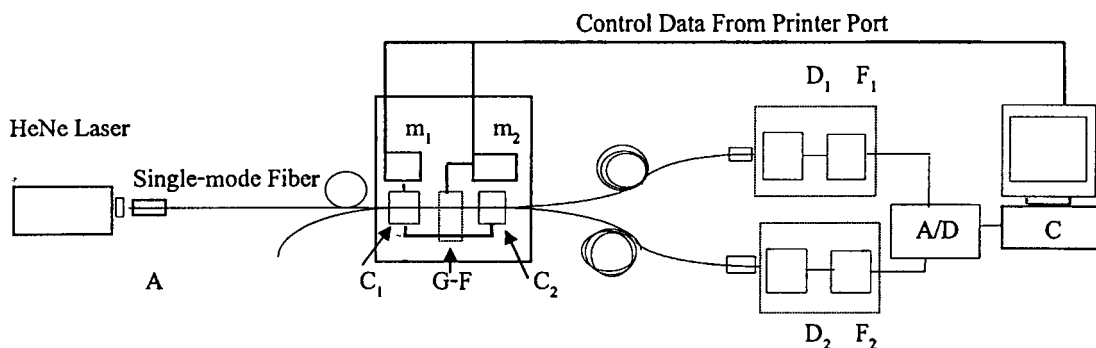 Control Data From Printer Port
D₁ F₁
HeNe Laser
m₁ m₂
Single-mode Fiber
A/D
C
A
C₁ G-F C₂
D₂ F₂